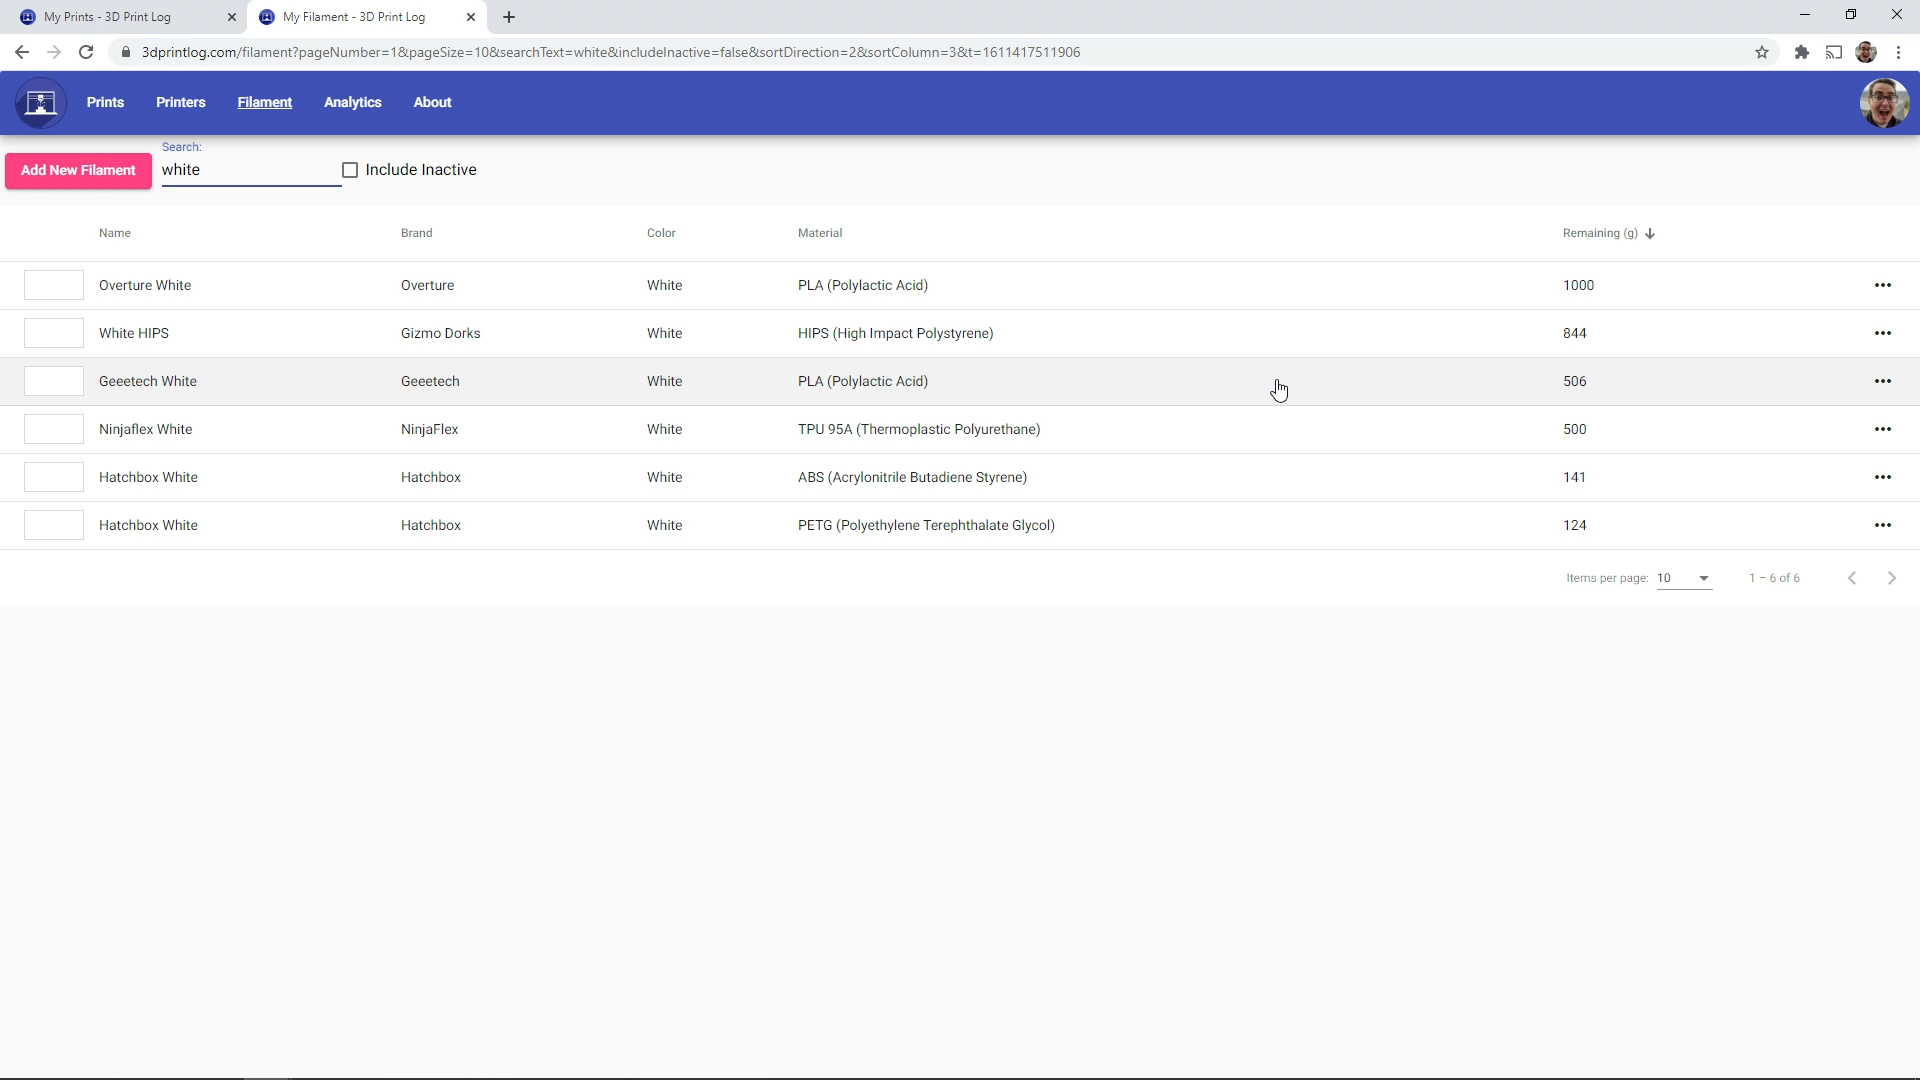 My Prints - 3D Print Log
My Filament - 3D Print Log
3dprintlog.com/filament?pageNumber=1&pageSize=10&searchText=white&includeInactive=false&sortDirection=2&sortColumn=3&t=1611417511906
Prints Printers Filament Analytics About
Search:
Add New Filament white Include Inactive
Name Brand Color Material Remaining (g)
Overture White Overture White PLA (Polylactic Acid) 1000
White HIPS Gizmo Dorks White HIPS (High Impact Polystyrene) 844
Geeetech White Geeetech White PLA (Polylactic Acid) 506
Ninjaflex White NinjaFlex White TPU 95A (Thermoplastic Polyurethane) 500
Hatchbox White Hatchbox White ABS (Acrylonitrile Butadiene Styrene) 141
Hatchbox White Hatchbox White PETG (Polyethylene Terephthalate Glycol) 124
Items per page: 10 1 – 6 of 6